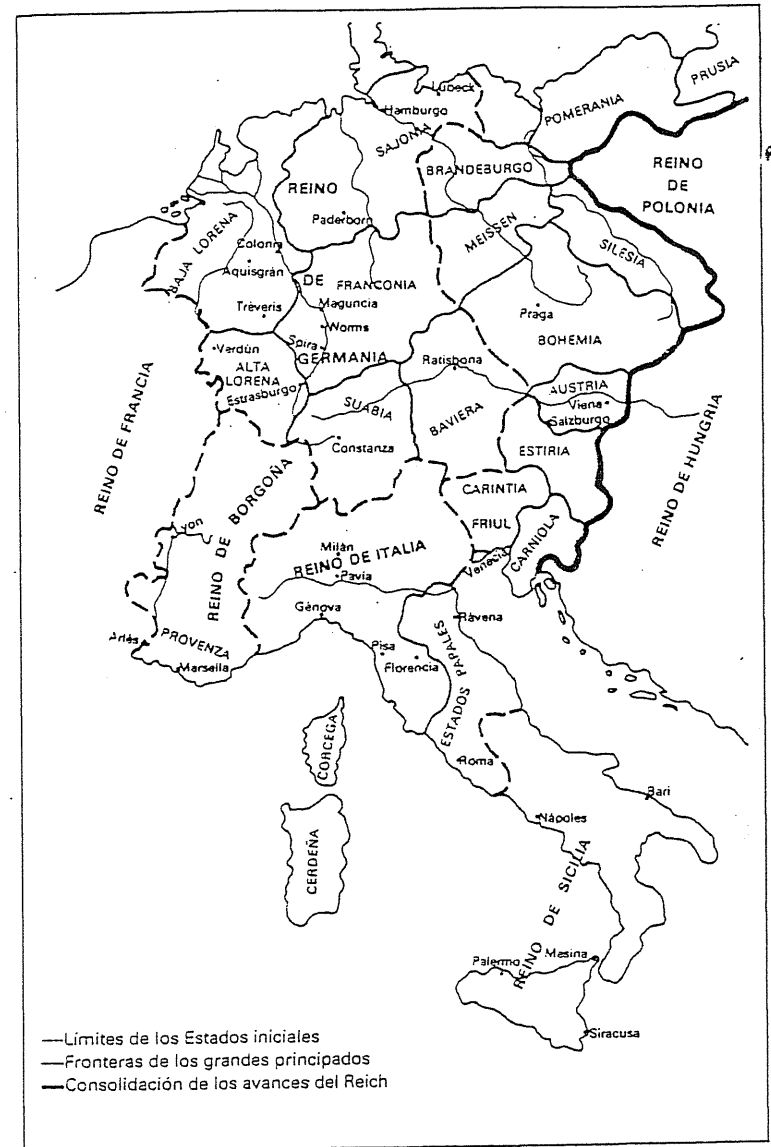 PRUSIA
Lübeck
POMERANIA
Hamburgo
SAJONIA
BRANDEBURGO
REINO
DE
POLONIA
REINO
Paderborn
MEISSEN
SILESIA
BAJA LORENA
Colonia
Aquisgrán
DE
FRANCONIA
Maguncia
Tréveris
Worms
Praga
BOHEMIA
Verdún
Spira
GERMANIA
ALTA
LORENA
Estrasburgo
Ratisbona
AUSTRIA
Viena
Salzburgo
SUABIA
BAVIERA
Constanza
ESTIRIA
REINO DE FRANCIA
REINO DE HUNGRIA
REINO DE BORGOÑA
CARINTIA
FRIUL
CARNIOLA
Lyon
Milán
REINO DE ITALIA
Pavía
Venecia
Génova
Rávena
Arlés
PROVENZA
Marsella
Pisa
Florencia
ESTADOS PAPALES
CORCEGA
Roma
Bari
Nápoles
CERDEÑA
REINO DE SICILIA
Palermo
Mesina
Siracusa
Límites de los Estados iniciales
Fronteras de los grandes principados
Consolidación de los avances del Reich